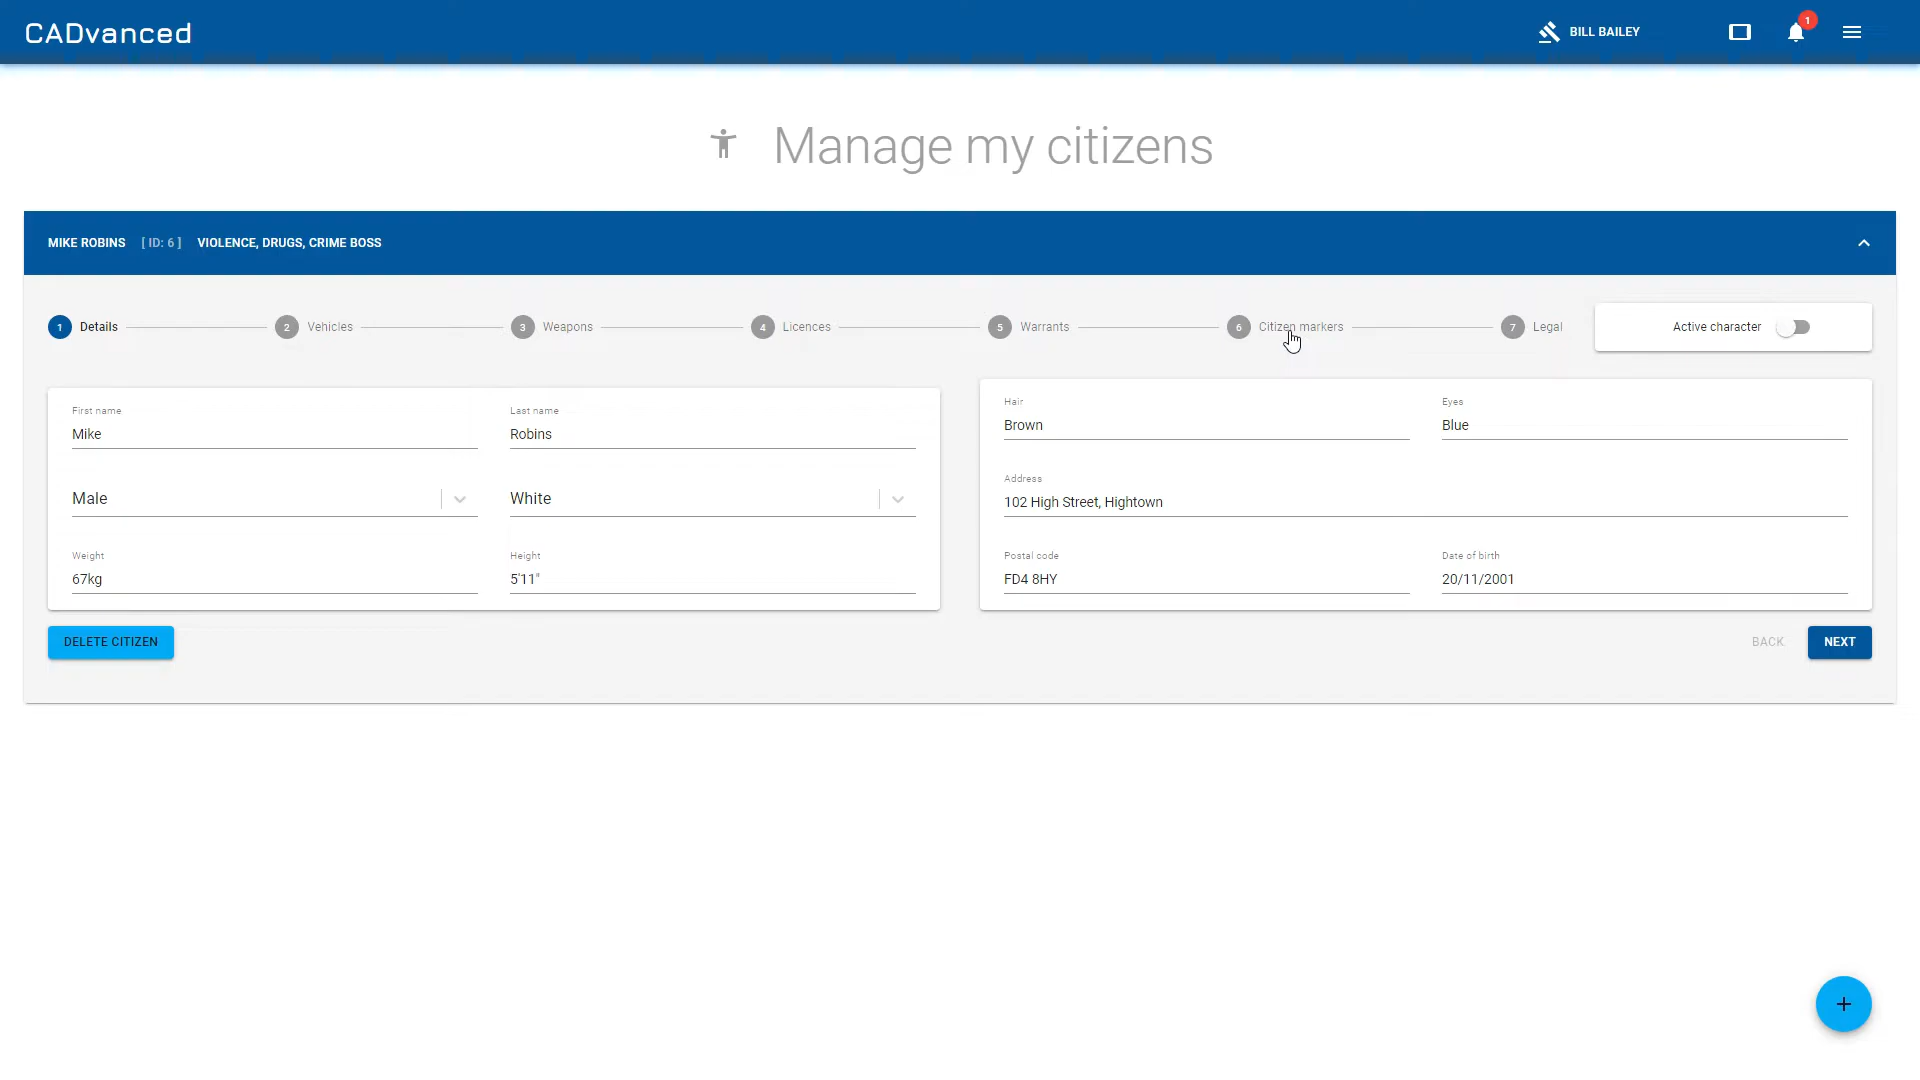 CADvanced
BILL BAILEY
1
Manage my citizens
MIKE ROBINS [ ID: 6 ] VIOLENCE, DRUGS, CRIME BOSS
1 Details 2 Vehicles 3 Weapons 4 Licences 5 Warrants 6 Citizen markers 7 Legal Active character
First name Last name
Mike Robins
Male White
Weight Height
67kg 5'11"
Hair Eyes
Brown Blue
Address
102 High Street, Hightown
Postal code Date of birth
FD4 8HY 20/11/2001
DELETE CITIZEN BACK NEXT